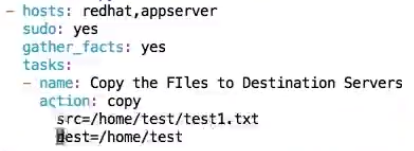 - hosts: redhat,appserver
  sudo: yes
  gather_facts: yes
  tasks:
  - name: Copy the FIles to Destination Servers
    action: copy
      src=/home/test/test1.txt
      dest=/home/test